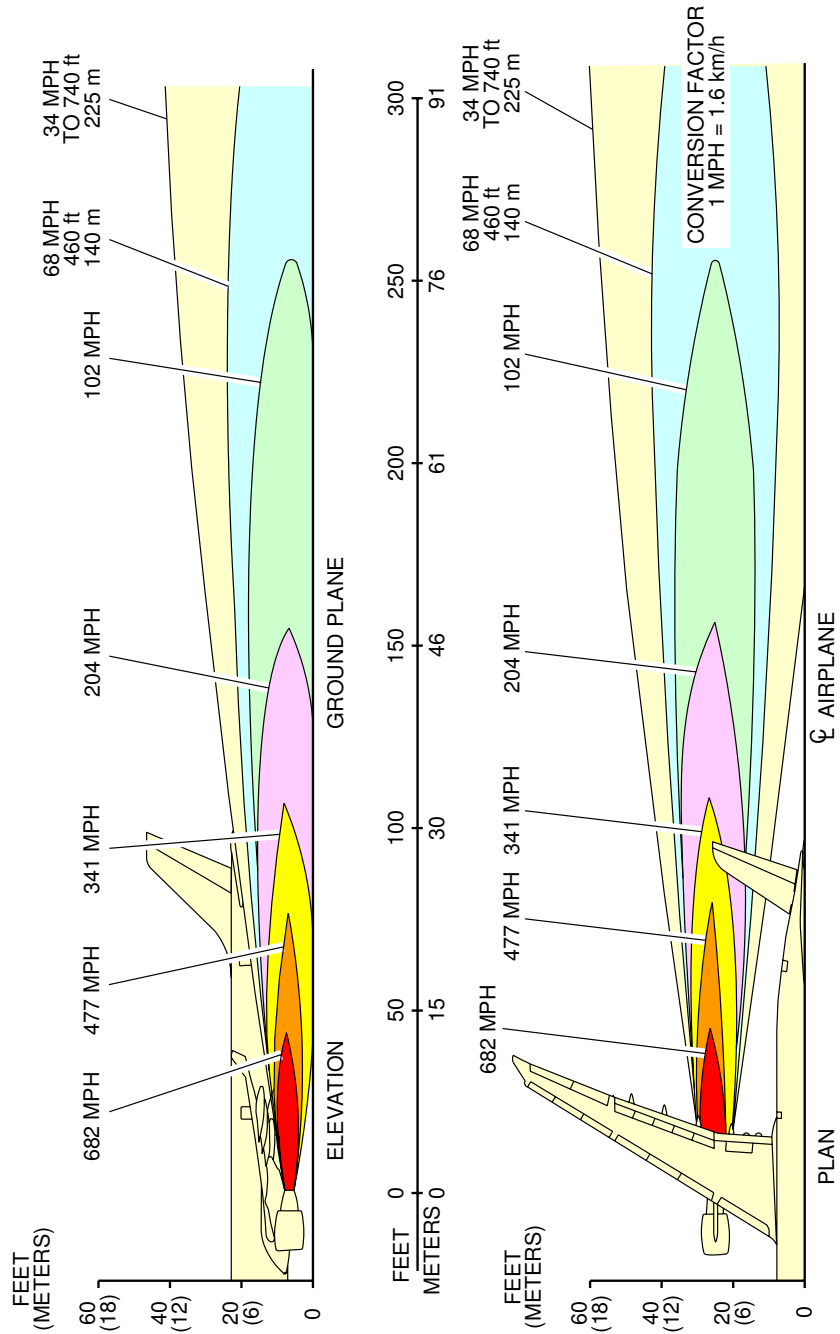 FEET
(METERS)
60
(18)
40
(12)
20
(6)
0
682 MPH
477 MPH
341 MPH
204 MPH
102 MPH
68 MPH
460 ft
140 m
34 MPH
TO 740 ft
225 m
ELEVATION
GROUND PLANE
FEET
METERS
0
50
100
150
200
250
300
0
15
30
46
61
76
91
FEET
(METERS)
60
(18)
40
(12)
20
(6)
0
682 MPH
477 MPH
341 MPH
204 MPH
102 MPH
68 MPH
460 ft
140 m
34 MPH
TO 740 ft
225 m
CONVERSION FACTOR
1 MPH = 1.6 km/h
PLAN
℄ AIRPLANE